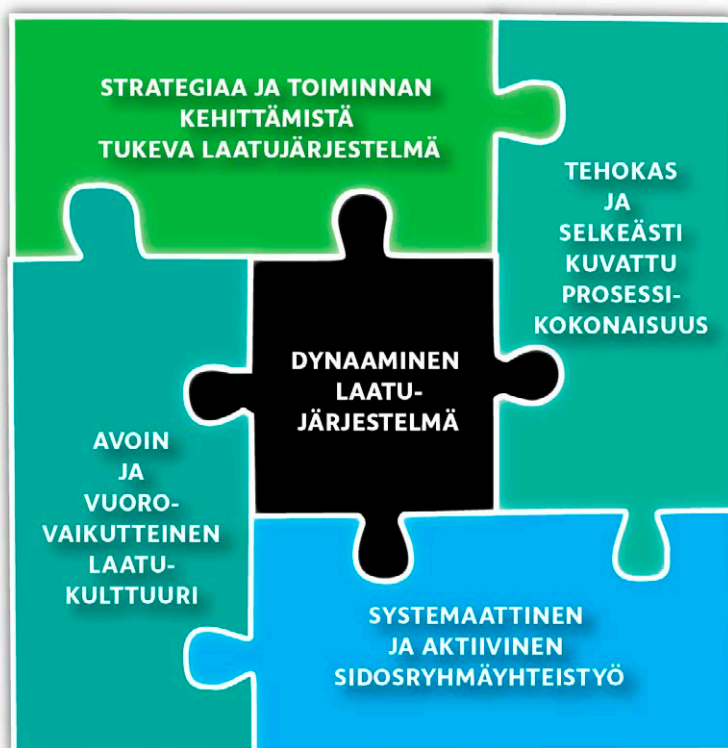 STRATEGIAA JA TOIMINNAN
KEHITTÄMISTÄ
TUKEVA LAATUJÄRJESTELMÄ
TEHOKAS
JA
SELKEÄSTI
KUVATTU
PROSESSI-
KOKONAISUUS
DYNAAMINEN
LAATU-
JÄRJESTELMÄ
AVOIN
JA
VUORO-
VAIKUTTEINEN
LAATU-
KULTTUURI
SYSTEMAATTINEN
JA AKTIIVINEN
SIDOSRYHMÄYHTEISTYÖ